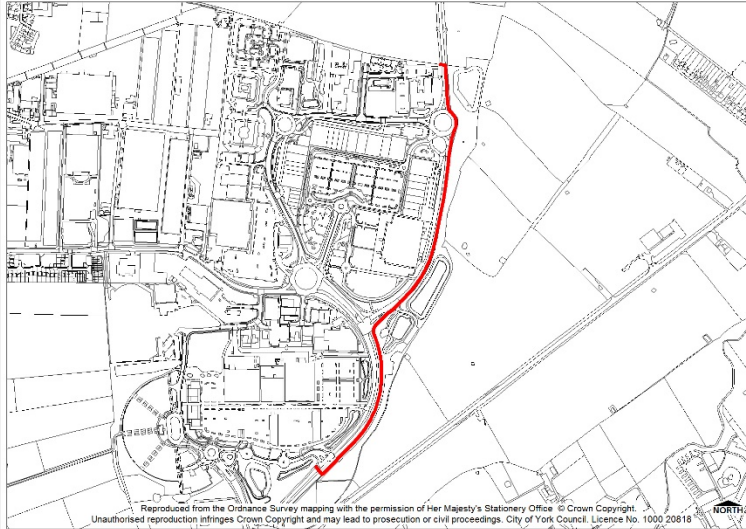 Reproduced from the Ordnance Survey mapping with the permission of Her Majesty's Stationery Office © Crown Copyright.
Unauthorised reproduction infringes Crown Copyright and may lead to prosecution or civil proceedings. City of York Council. Licence No. 1000 20818
NORTH